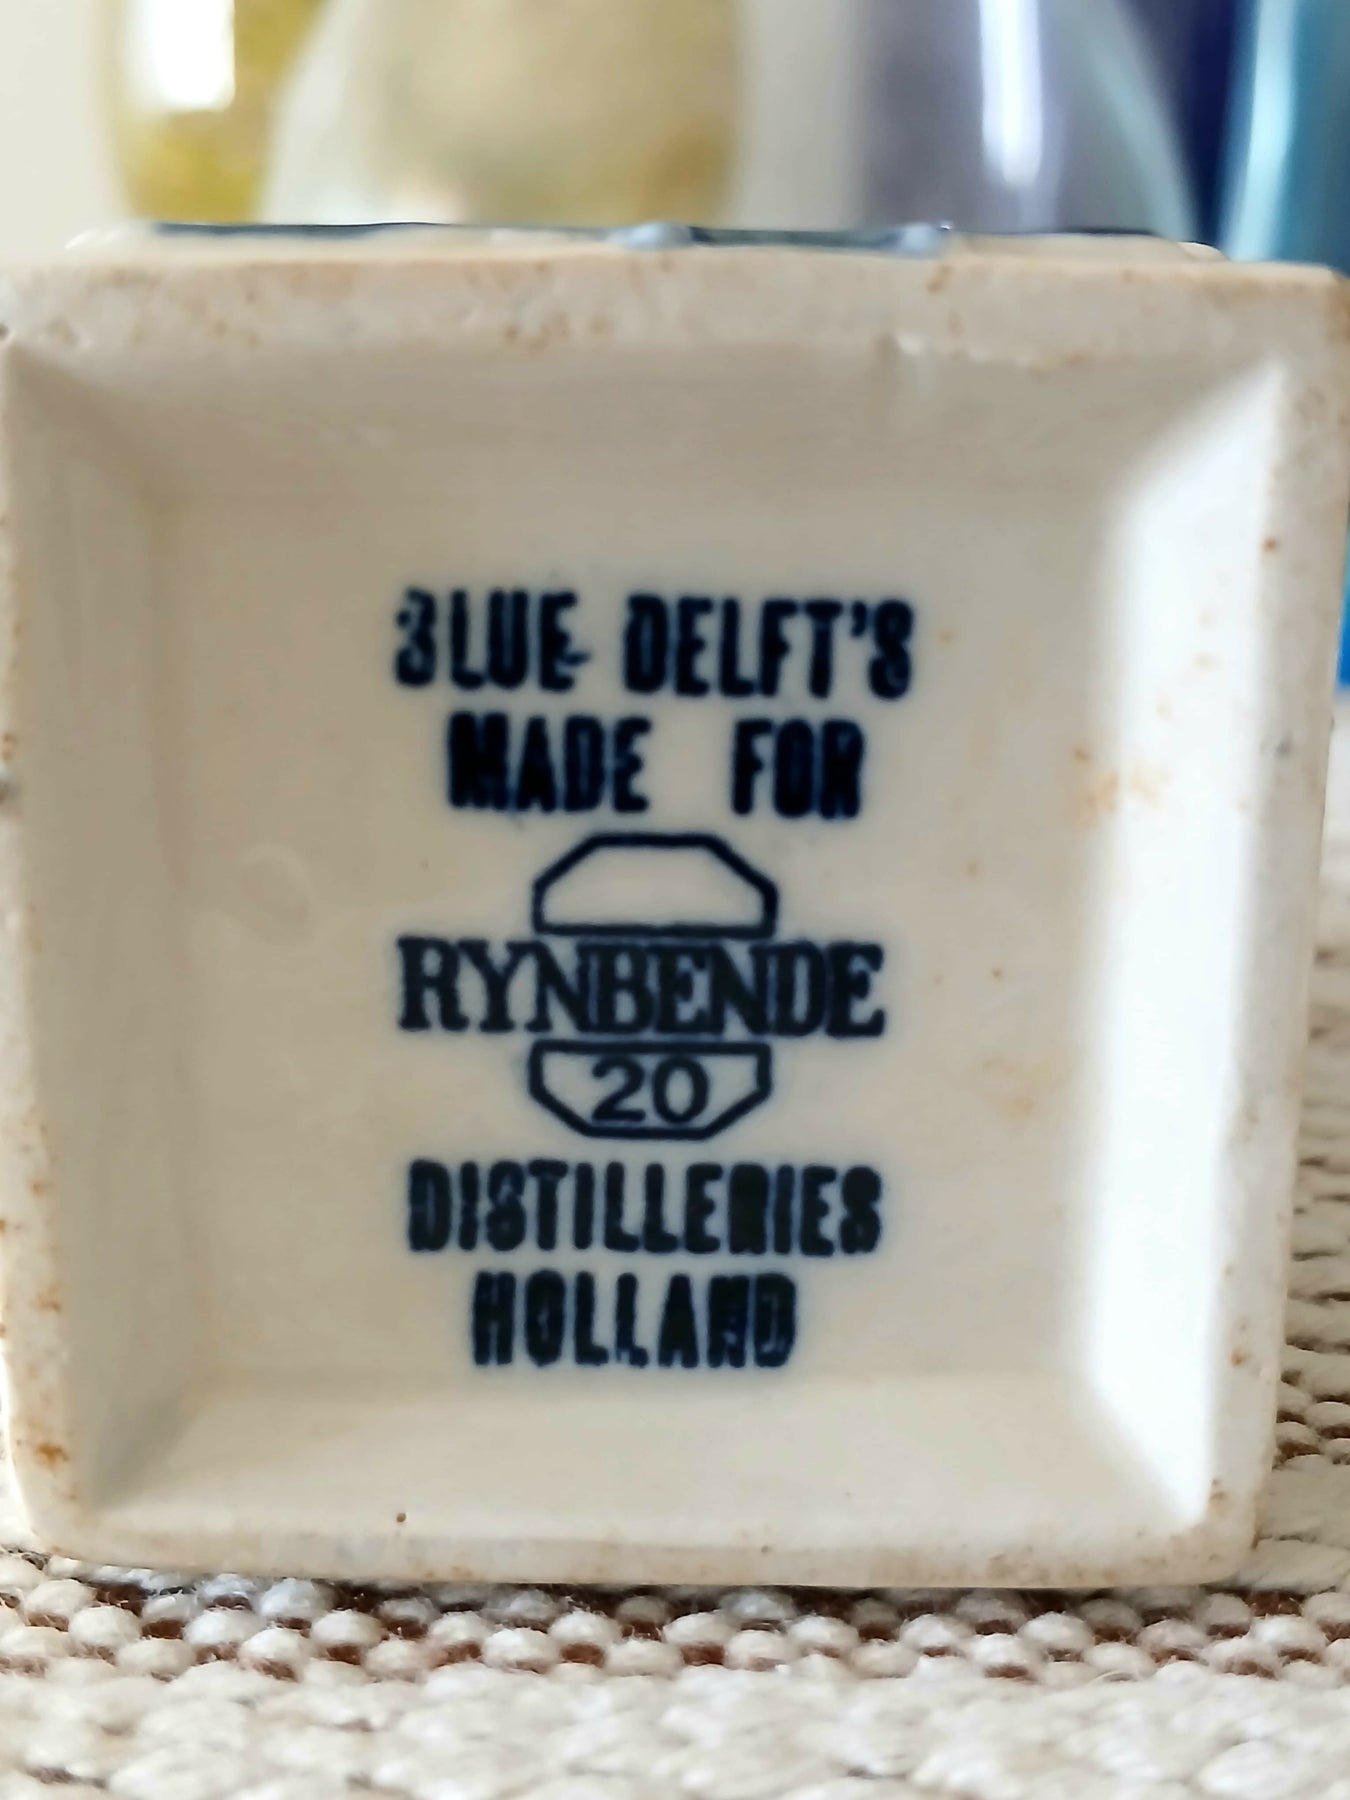 BLUE DELFT'S
MADE FOR
RYNBENDE
20
DISTILLERIES
HOLLAND